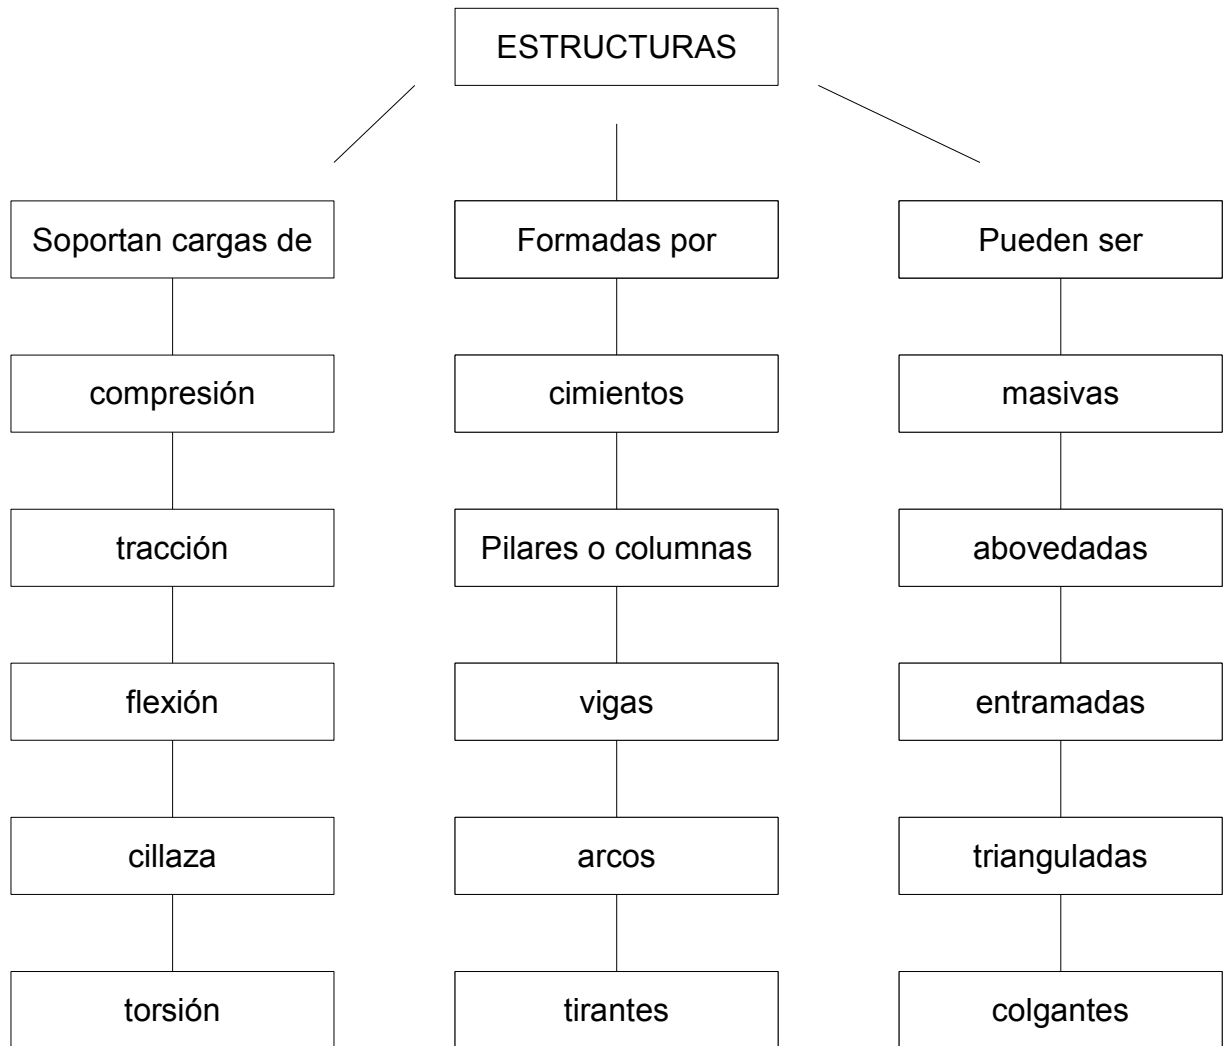 ESTRUCTURAS
Soportan cargas de
Formadas por
Pueden ser
compresión
cimientos
masivas
tracción
Pilares o columnas
abovedadas
flexión
vigas
entramadas
cillaza
arcos
trianguladas
torsión
tirantes
colgantes